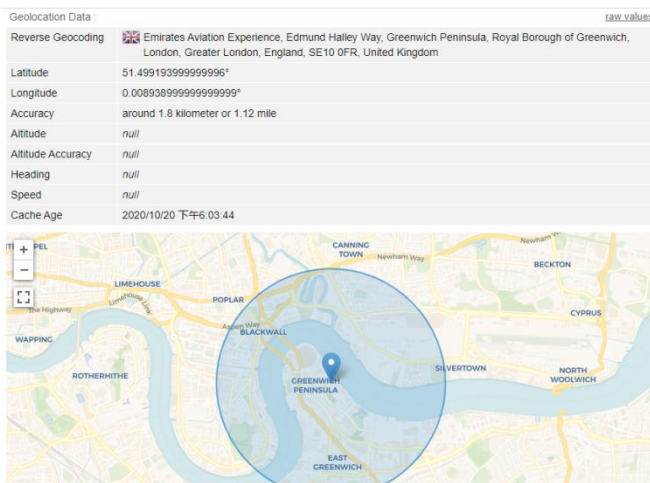 Geolocation Data :
raw values
Reverse Geocoding
Emirates Aviation Experience, Edmund Halley Way, Greenwich Peninsula, Royal Borough of Greenwich,
London, Greater London, England, SE10 0FR, United Kingdom
Latitude
51.499193999999996°
Longitude
0.008938999999999999°
Accuracy
around 1.8 kilometer or 1.12 mile
Altitude
null
Altitude Accuracy
null
Heading
null
Speed
null
Cache Age
2020/10/20 下午6:03:44
+
−
CANNING
TOWN
Newham Way
BECKTON
LIMEHOUSE
Limehouse Link
The Highway
POPLAR
Aspen Way
BLACKWALL
CYPRUS
WAPPING
ROTHERHITHE
GREENWICH
PENINSULA
SILVERTOWN
NORTH
WOOLWICH
EAST
GREENWICH